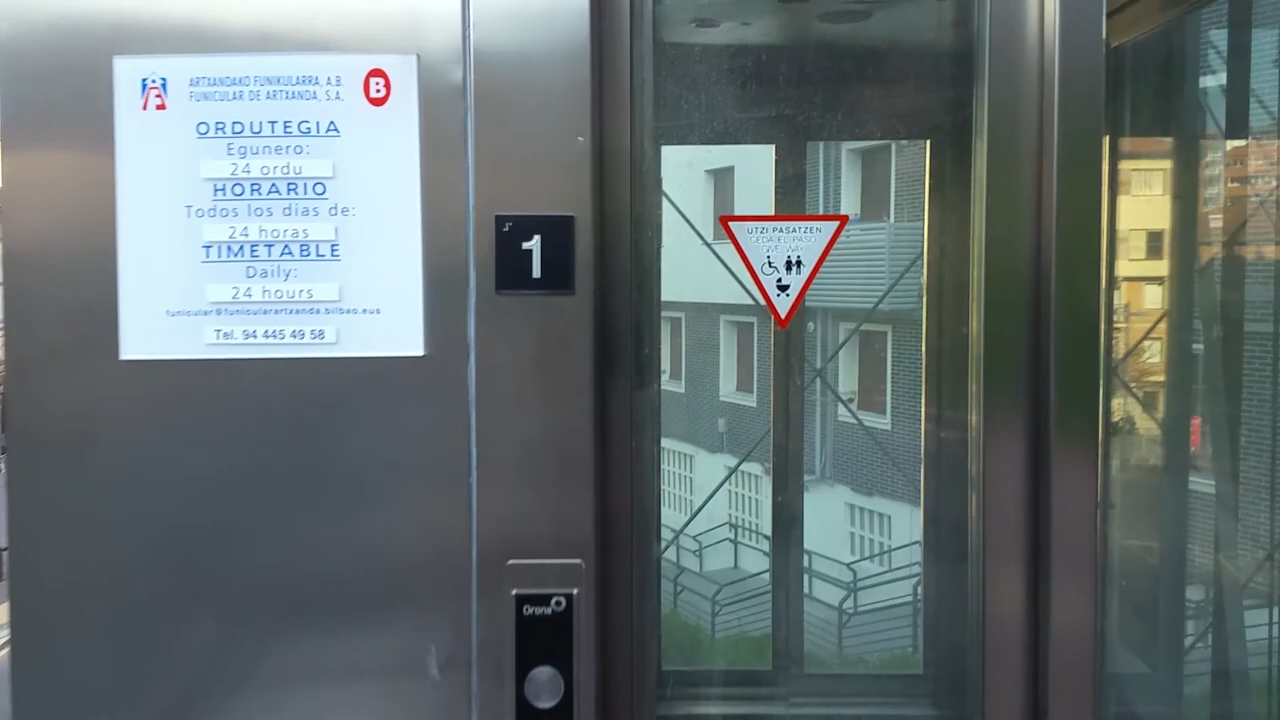 ARTXANDAKO FUNIKULARRA, A.B.
FUNICULAR DE ARTXANDA, S.A.
B
ORDUTEGIA
Egunero:
24 ordu
HORARIO
Todos los días de:
24 horas
TIMETABLE
Daily:
24 hours
funicular@funicularartxanda.bilbao.eus
Tel. 94 445 49 58
1
UTZI PASATZEN
CEDA EL PASO
GIVE WAY
Orona